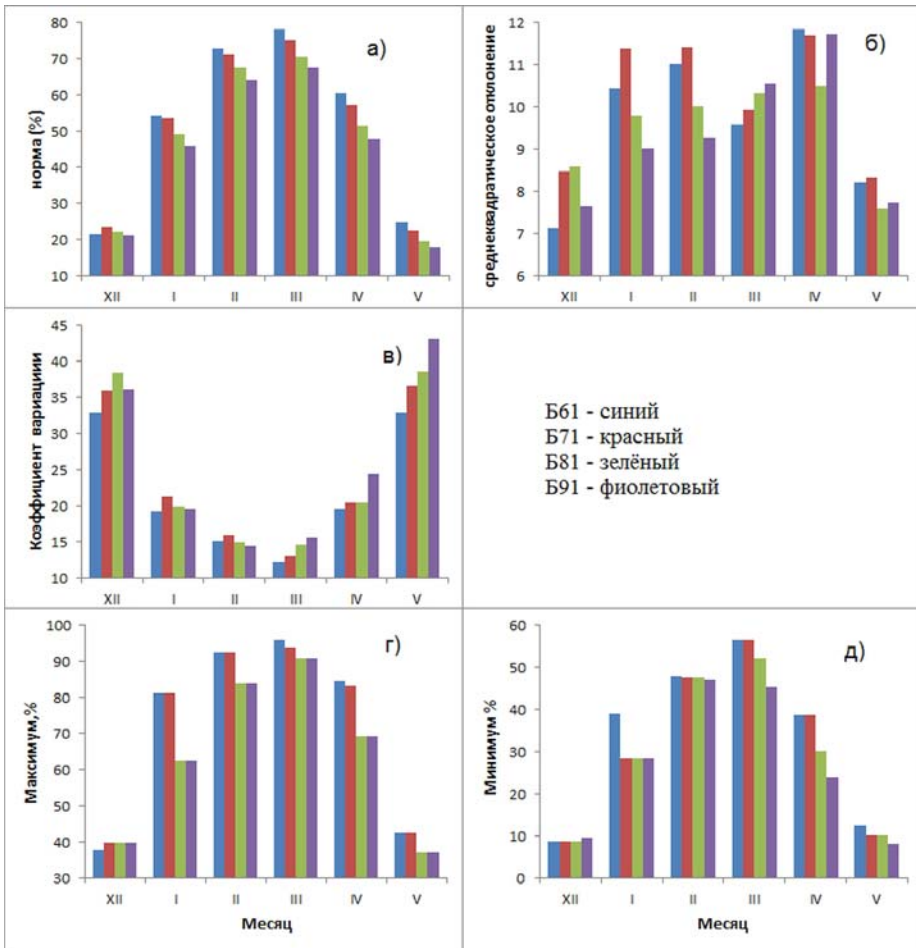 а)
норма (%)
80
70
60
50
40
30
20
10
XII I II III IV V
б)
среднеквадратическое отклонение
12
11
10
9
8
7
6
XII I II III IV V
в)
Коэффициент вариациии
45
40
35
30
25
20
15
10
XII I II III IV V
Б61 - синий
Б71 - красный
Б81 - зелёный
Б91 - фиолетовый
г)
Максимум,%
100
90
80
70
60
50
40
30
XII I II III IV V
Месяц
д)
Минимум %
60
50
40
30
20
10
0
XII I II III IV V
Месяц